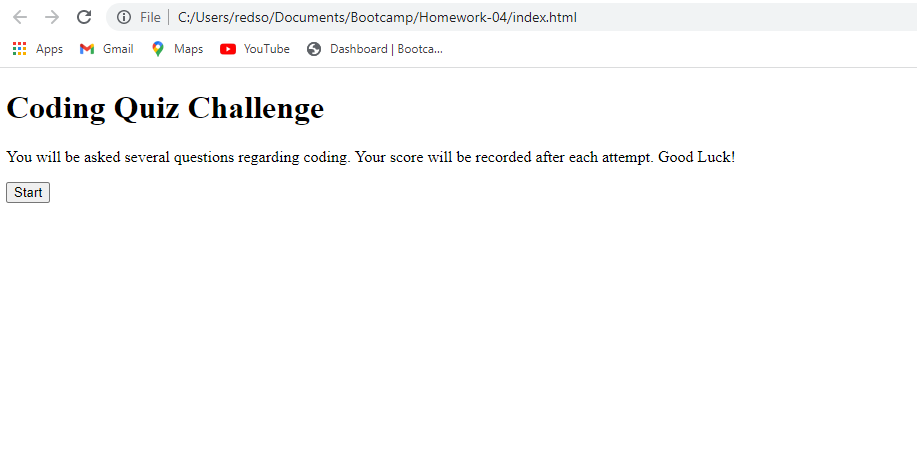 File C:/Users/redso/Documents/Bootcamp/Homework-04/index.html
Apps Gmail Maps YouTube Dashboard | Bootca...
Coding Quiz Challenge
You will be asked several questions regarding coding. Your score will be recorded after each attempt. Good Luck!
Start